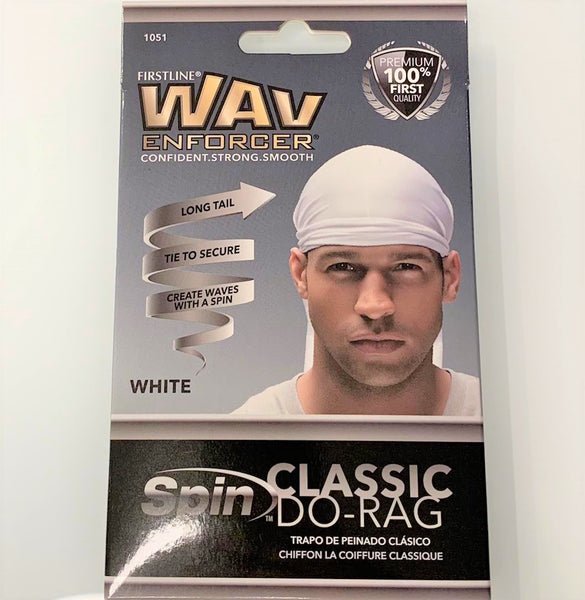 1051
FIRSTLINE®
WAV
ENFORCER®
CONFIDENT.STRONG.SMOOTH
PREMIUM
100%
FIRST
QUALITY
LONG TAIL
TIE TO SECURE
CREATE WAVES
WITH A SPIN
WHITE
Spin™
CLASSIC
DO-RAG
TRAPO DE PEINADO CLÁSICO
CHIFFON LA COIFFURE CLASSIQUE